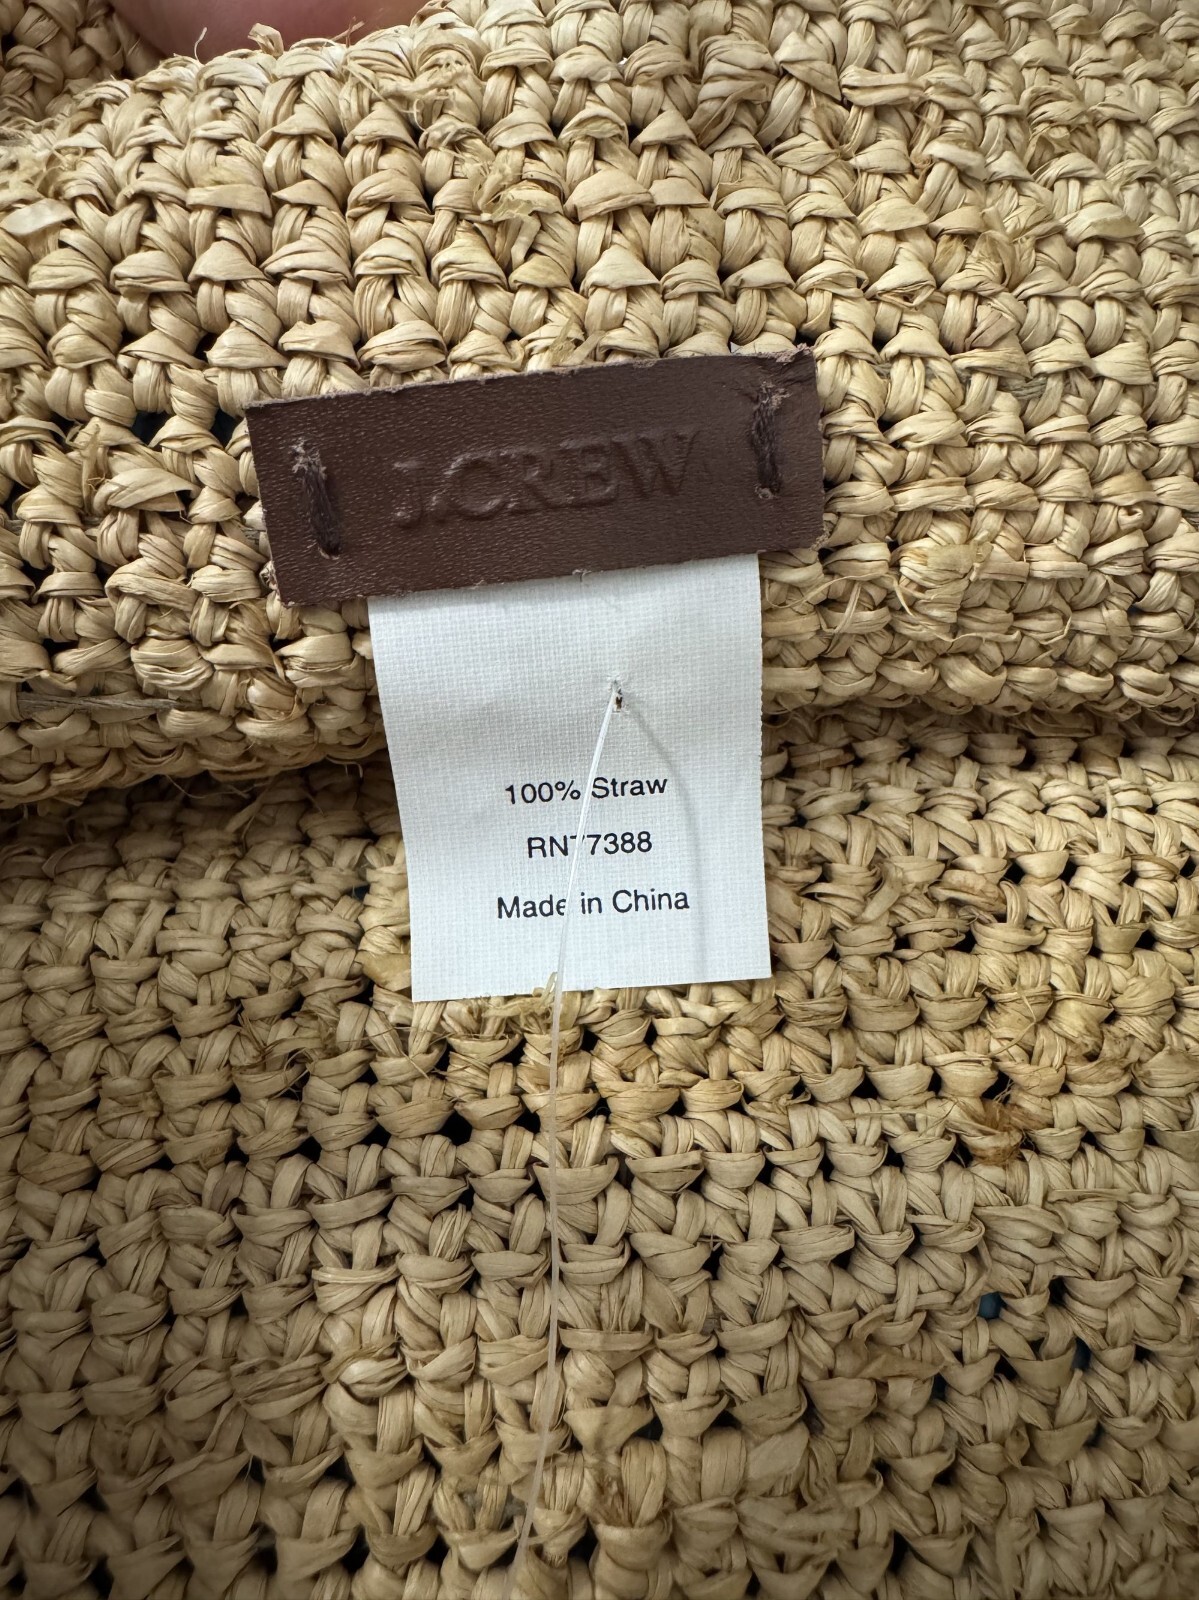 J.CREW
100% Straw
RN77388
Made in China